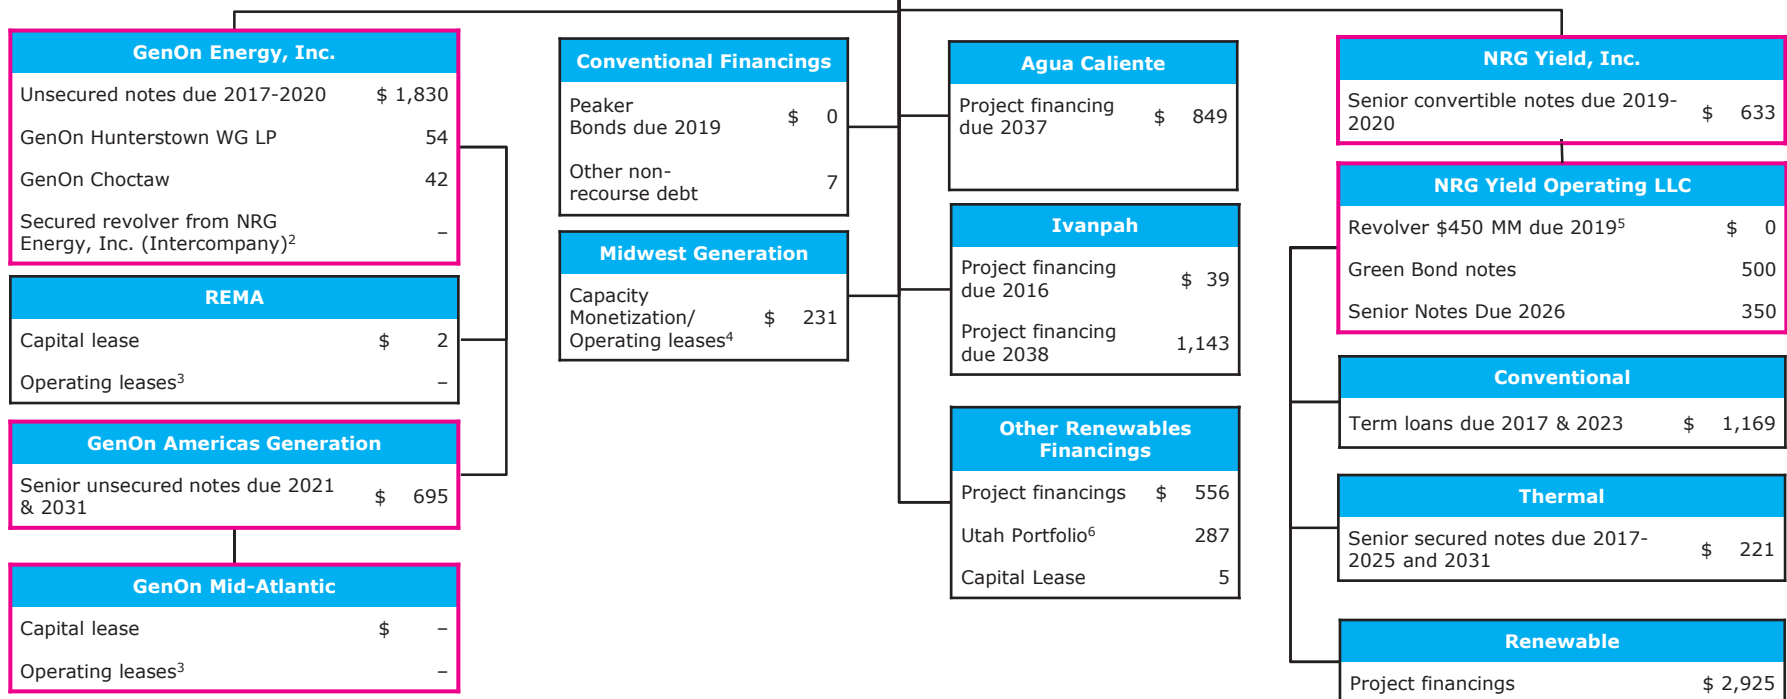 GenOn Energy, Inc.
Unsecured notes due 2017-2020 $ 1,830
GenOn Hunterstown WG LP 54
GenOn Choctaw 42
Secured revolver from NRG
Energy, Inc. (Intercompany)2 –
REMA
Capital lease $ 2
Operating leases3 –
GenOn Americas Generation
Senior unsecured notes due 2021
& 2031 $ 695
GenOn Mid-Atlantic
Capital lease $ –
Operating leases3 –
Conventional Financings
Peaker
Bonds due 2019 $ 0
Other non-
recourse debt 7
Midwest Generation
Capacity
Monetization/ $ 231
Operating leases4
Agua Caliente
Project financing $ 849
due 2037
Ivanpah
Project financing
due 2016 $ 39
Project financing
due 2038 1,143
Other Renewables
Financings
Project financings $ 556
Utah Portfolio6 287
Capital Lease 5
NRG Yield, Inc.
Senior convertible notes due 2019-
2020 $ 633
NRG Yield Operating LLC
Revolver $450 MM due 20195 $ 0
Green Bond notes 500
Senior Notes Due 2026 350
Conventional
Term loans due 2017 & 2023 $ 1,169
Thermal
Senior secured notes due 2017-
2025 and 2031 $ 221
Renewable
Project financings $ 2,925